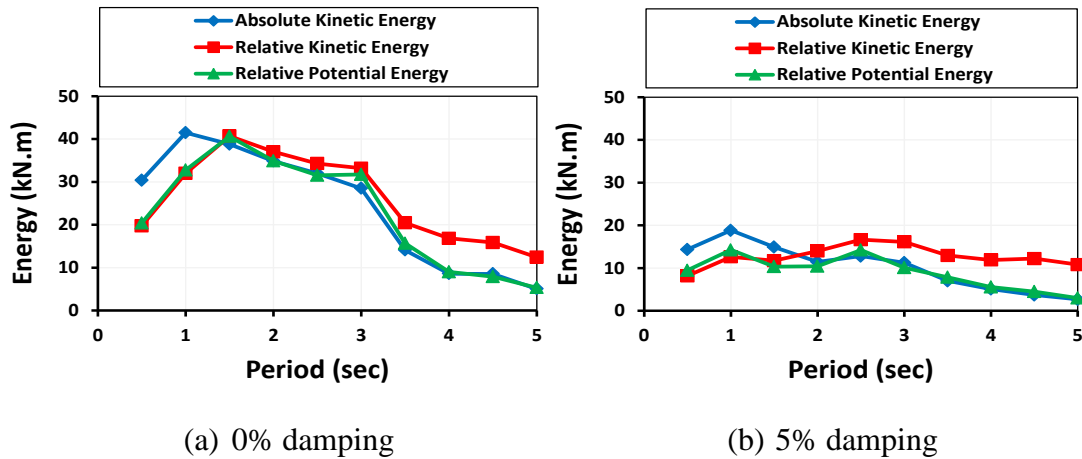 Absolute Kinetic Energy
Relative Kinetic Energy
Relative Potential Energy
Energy (kN.m)
50
40
30
20
10
0
0 1 2 3 4 5
Period (sec)
(a) 0% damping
Absolute Kinetic Energy
Relative Kinetic Energy
Relative Potential Energy
Energy (kN.m)
50
40
30
20
10
0
0 1 2 3 4 5
Period (sec)
(b) 5% damping